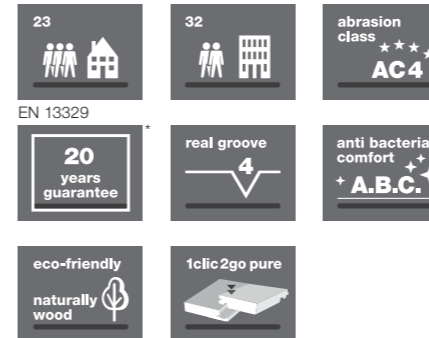 23
32
abrasion
class
AC4
EN 13329
20
years
guarantee
*
real groove
4
anti bacteria
comfort
A.B.C.
eco-friendly
naturally
wood
1clic2go pure